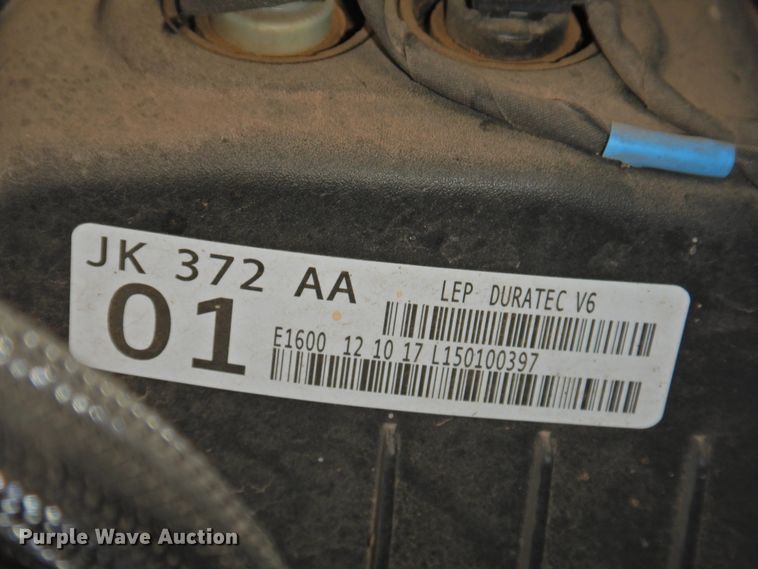 JK 372 AA
01
LEP DURATEC V6
E1600 12 10 17 L150100397
Purple Wave Auction